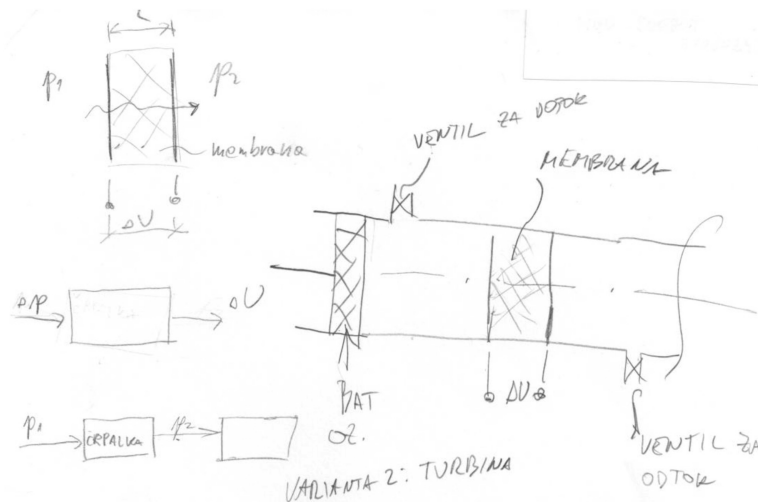 L
p1
p2
membrana
ΔU
VENTIL ZA DOTOK
MEMBRANA
Δp
ΔU
BAT
OZ.
ΔU
p1
ČRPALKA
p2
VENTIL ZA
ODTOK
VARIANTA 2: TURBINA